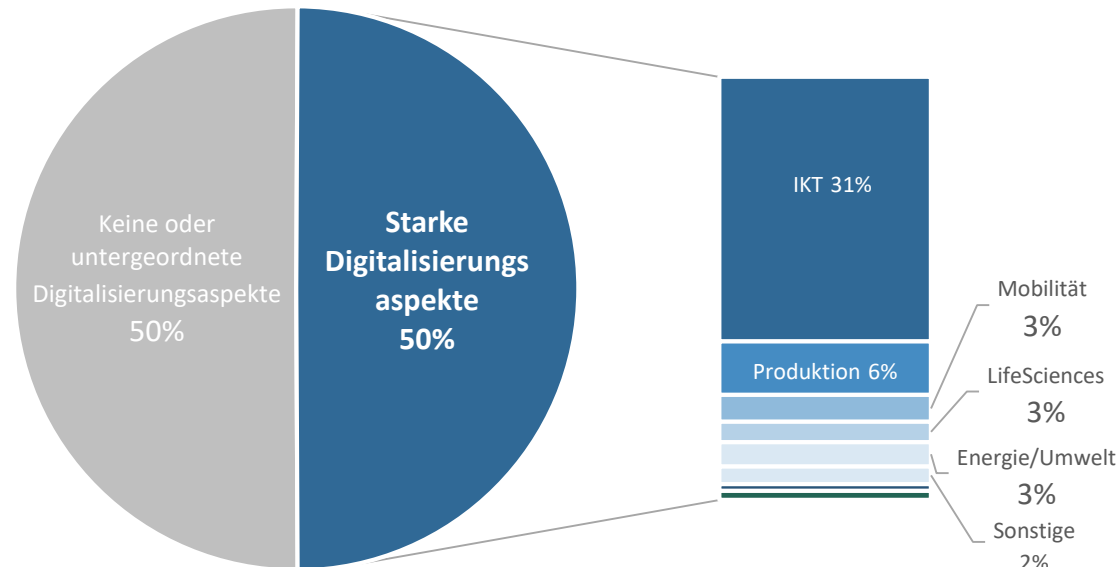 Keine oder
untergeordnete
Digitalisierungsaspekte
50%
Starke
Digitalisierungs
aspekte
50%
IKT 31%
Produktion 6%
Mobilität
3%
LifeSciences
3%
Energie/Umwelt
3%
Sonstige
2%